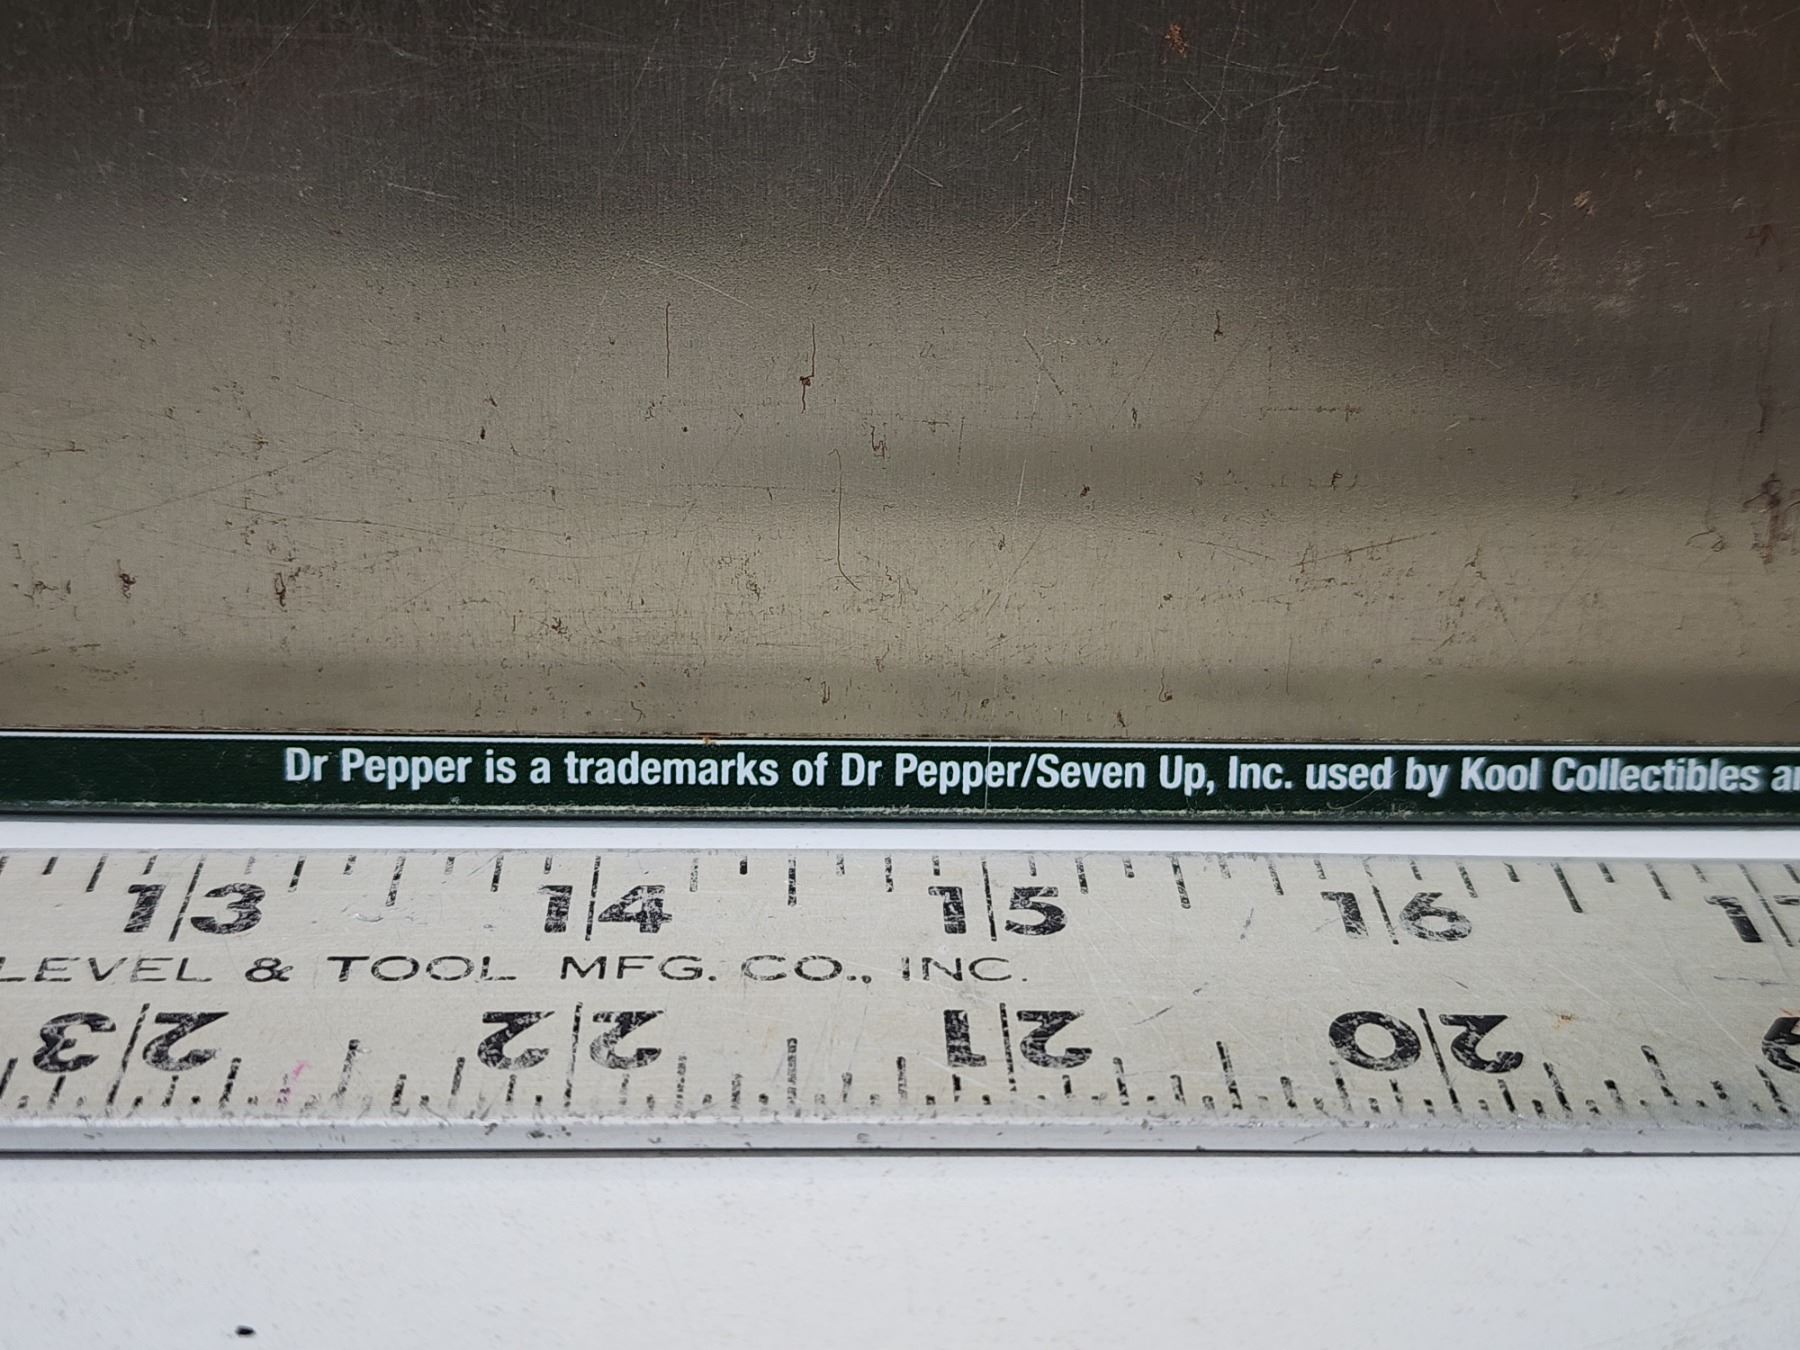 Dr Pepper is a trademarks of Dr Pepper/Seven Up, Inc. used by Kool Collectibles
13 14 15 16
LEVEL & TOOL MFG. CO., INC.
23 22 21 20